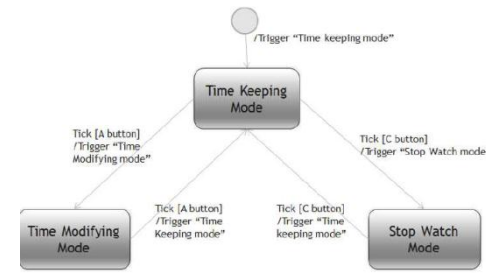 /Trigger "Time keeping mode"
Time Keeping
Mode
Tick [A button]
/Trigger "Time
Modifying mode"
Tick [C button]
/Trigger "Stop Watch mode
Tick [A button]
/Trigger "Time
Keeping mode"
Tick [C button]
/Trigger "Time
keeping mode"
Time Modifying
Mode
Stop Watch
Mode